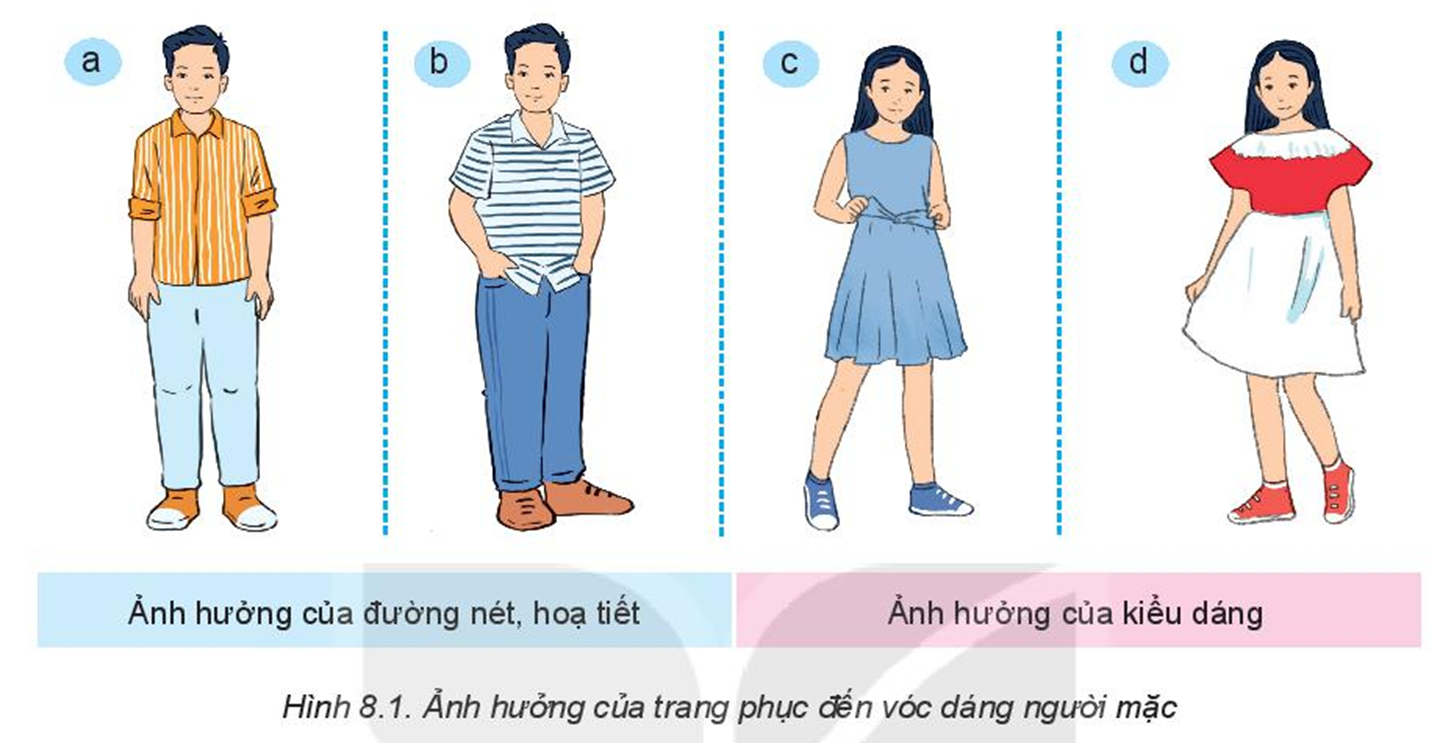 a
b
c
d
Ảnh hưởng của đường nét, hoạ tiết
Ảnh hưởng của kiểu dáng
Hình 8.1. Ảnh hưởng của trang phục đến vóc dáng người mặc